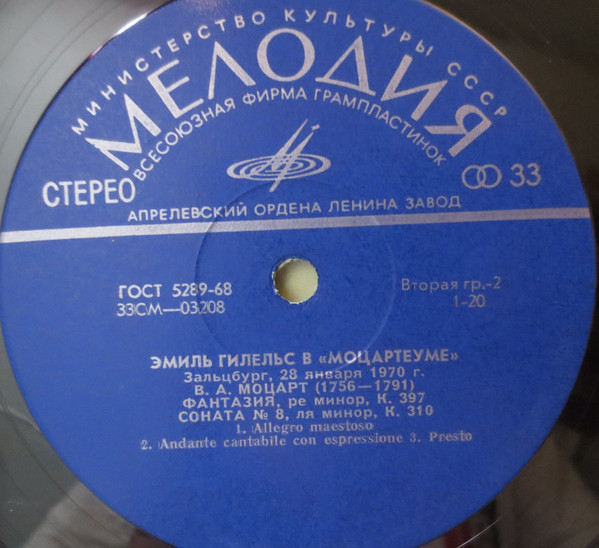 МИНИСТЕРСТВО КУЛЬТУРЫ СССР
МЕЛОДИЯ
ВСЕСОЮЗНАЯ ФИРМА ГРАМПЛАСТИНОК
СТЕРЕО
33
АПРЕЛЕВСКИЙ ОРДЕНА ЛЕНИНА ЗАВОД
ГОСТ 5289-68
Вторая гр.-2
33СМ—03208
1-20
ЭМИЛЬ ГИЛЕЛЬС В «МОЦАРТЕУМЕ»
Зальцбург, 28 января 1970 г.
В. А. МОЦАРТ (1756—1791)
ФАНТАЗИЯ, ре минор, К. 397
СОНАТА № 8, ля минор, К. 310
1. Allegro maestoso
2. Andante cantabile con espressione 3. Presto